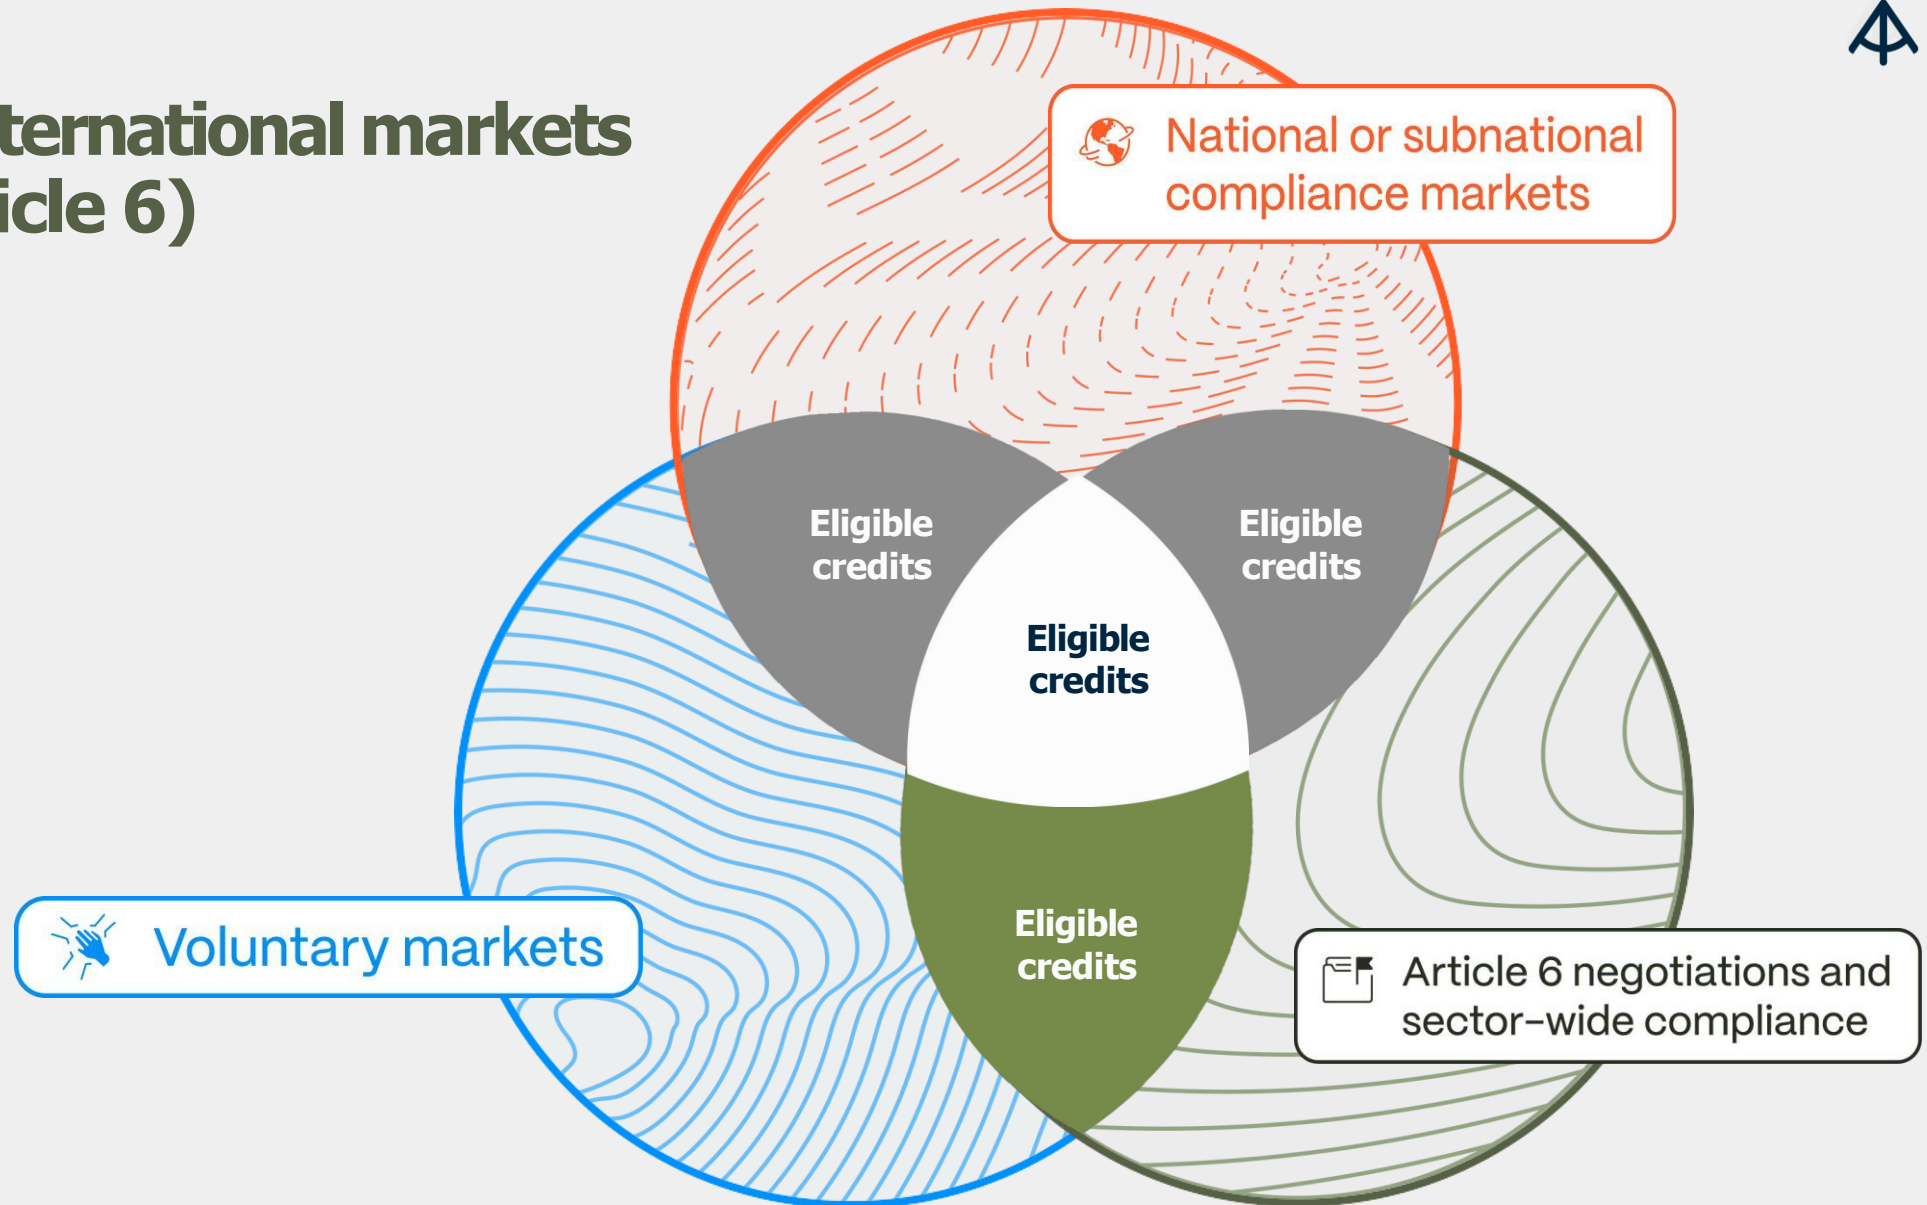 ternational markets
icle 6)
National or subnational
compliance markets
Eligible
credits
Eligible
credits
Eligible
credits
Eligible
credits
Voluntary markets
Article 6 negotiations and
sector-wide compliance